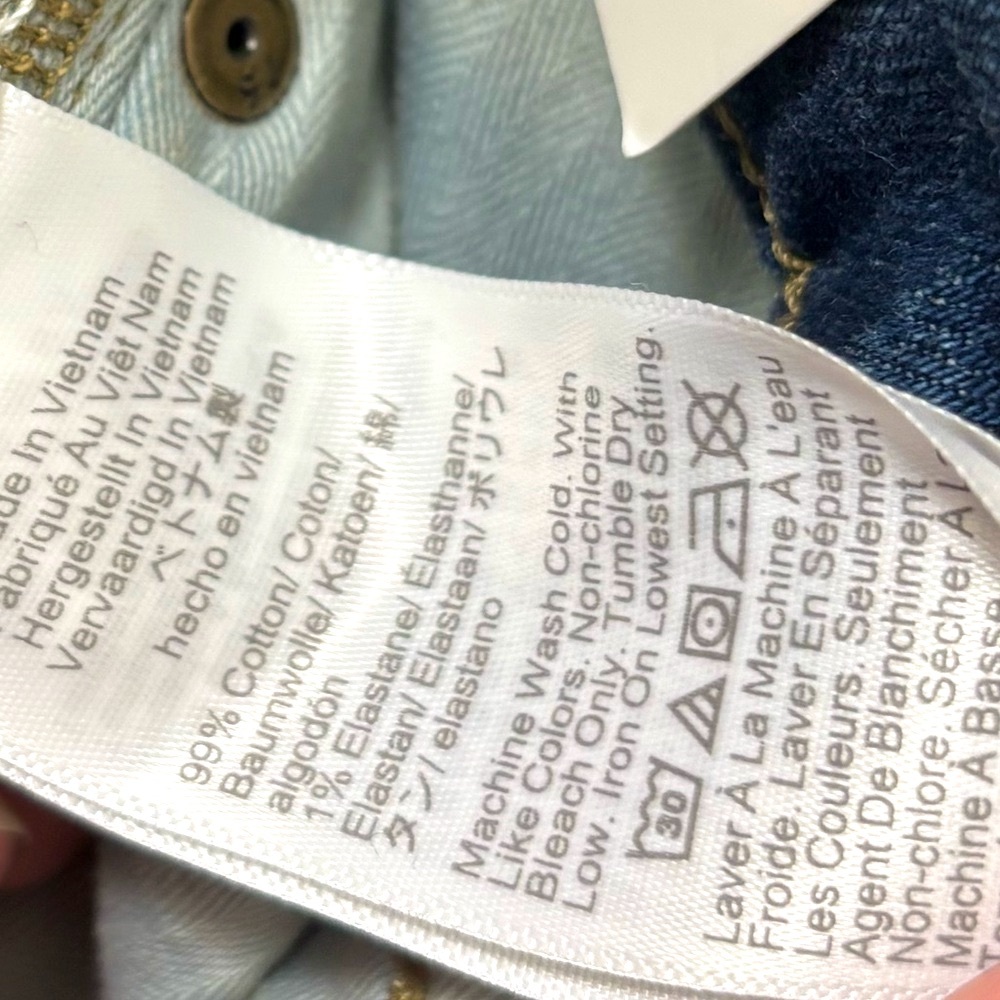 ade In Vietnam
abriqué Au Việt Nam
Hergestellt In Vietnam
Vervaardigd In Vietnam
ベトナム製
hecho en vietnam
99% Cotton/ Coton/
Baumwolle/ Katoen/ 綿/
algodón
1% Elastane/ Élasthanne/
Elastan/ Elastaan/ ポリウレ
タン/ elastano
Machine Wash Cold. With
Like Colors. Non-chlorine
Bleach Only. Tumble Dry
Low. Iron On Lowest Setting.
30
Laver À La Machine À L'eau
Froide. Laver En Séparant
Les Couleurs. Seulement
Agent De Blanchiment
Non-chlore. Sécher À La
Machine À Basse